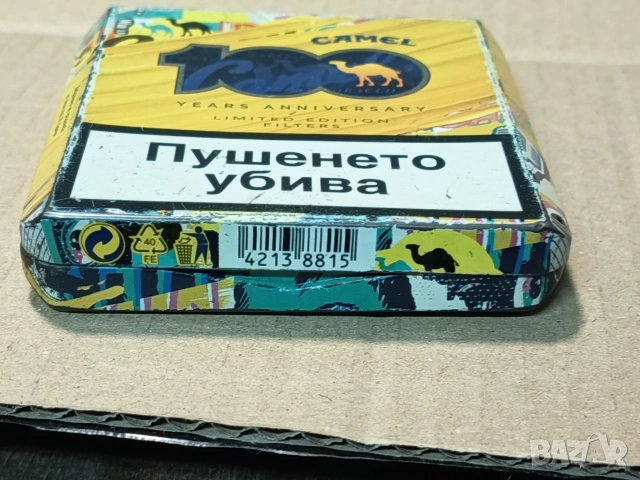 CAMEL
100
YEARS ANNIVERSARY
LIMITED EDITION
FILTERS
Пушенето
убива
40
FE
4213 8815
BAZAR